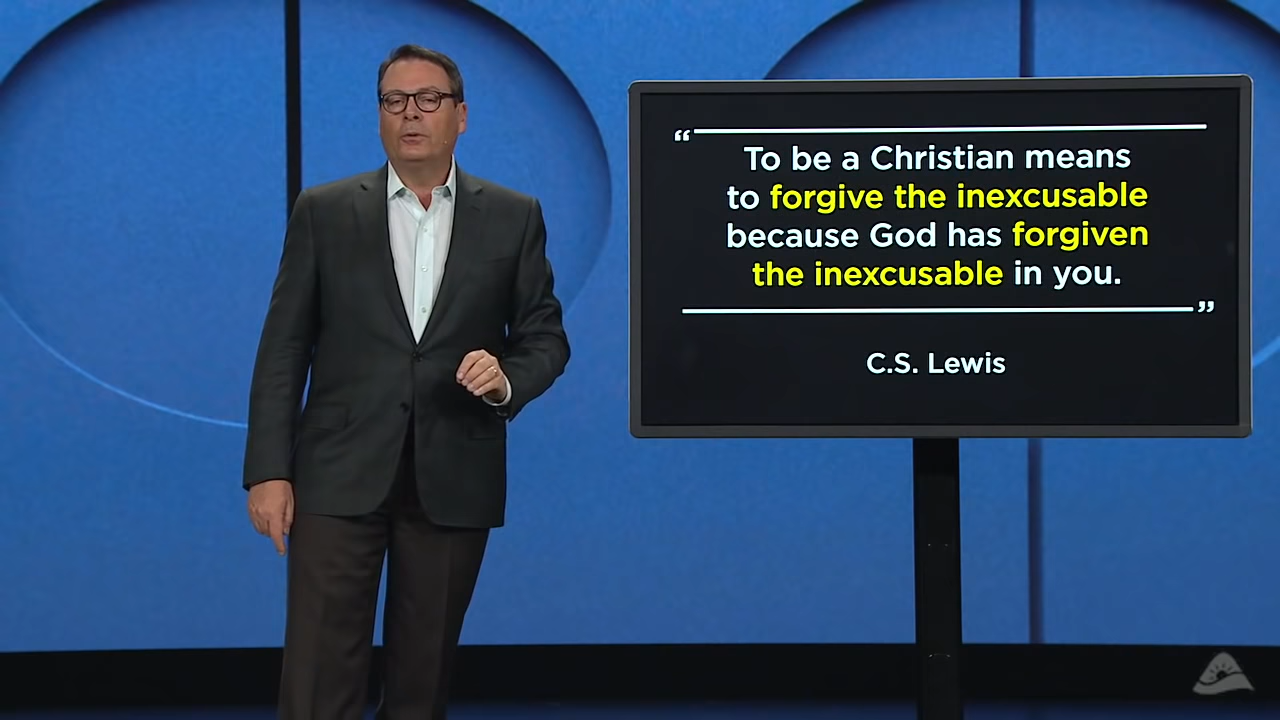 “
To be a Christian means
to forgive the inexcusable
because God has forgiven
the inexcusable in you.
”
C.S. Lewis